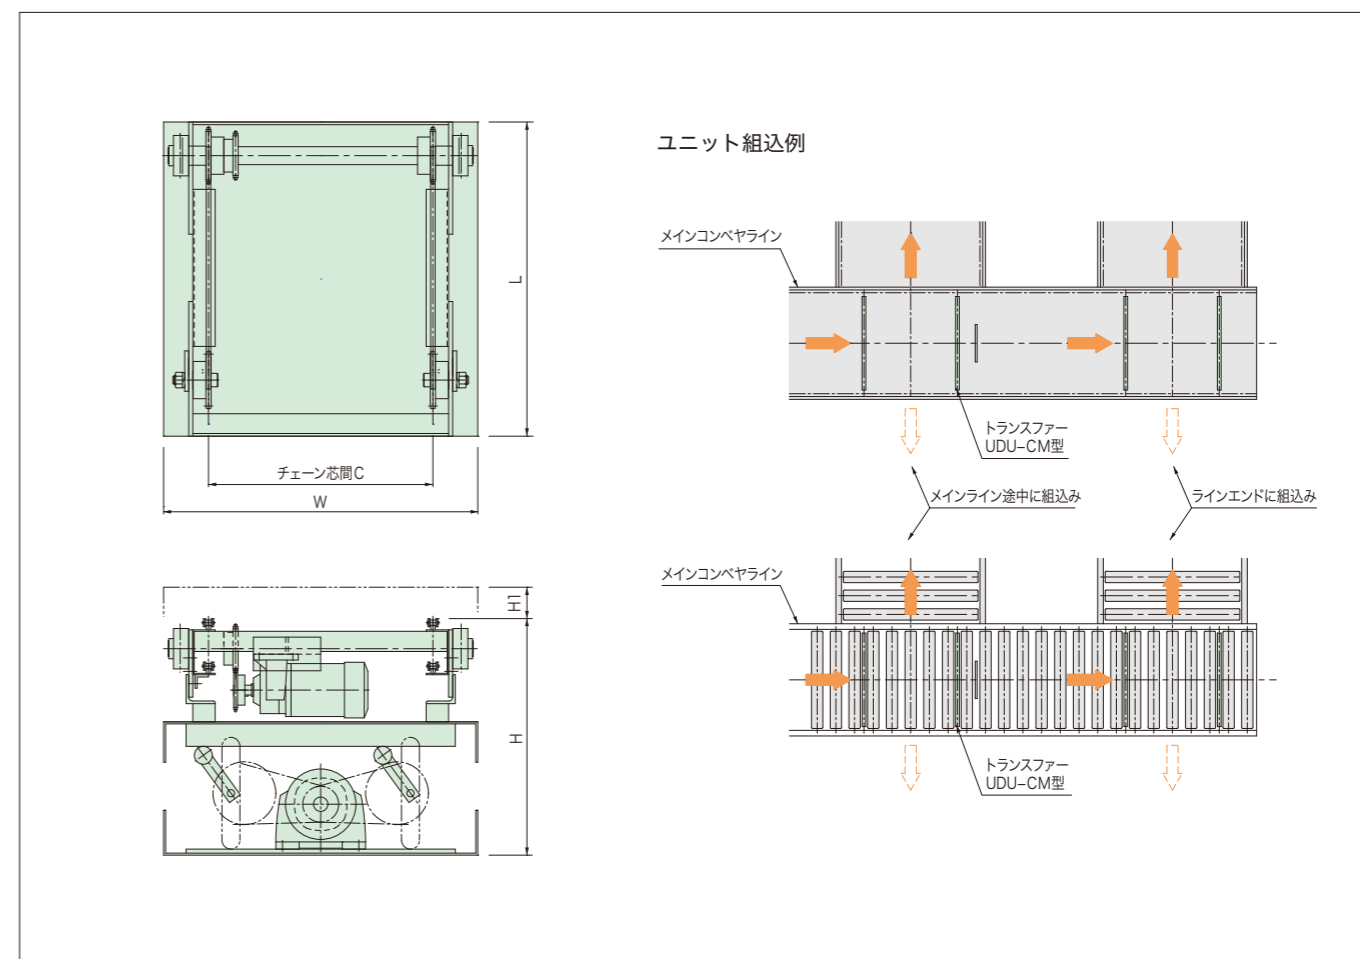 L
チェーン芯間C
W
H1
H
ユニット組込例
メインコンベヤライン
トランスファー
UDU−CM型
メインライン途中に組込み
ラインエンドに組込み
メインコンベヤライン
トランスファー
UDU−CM型